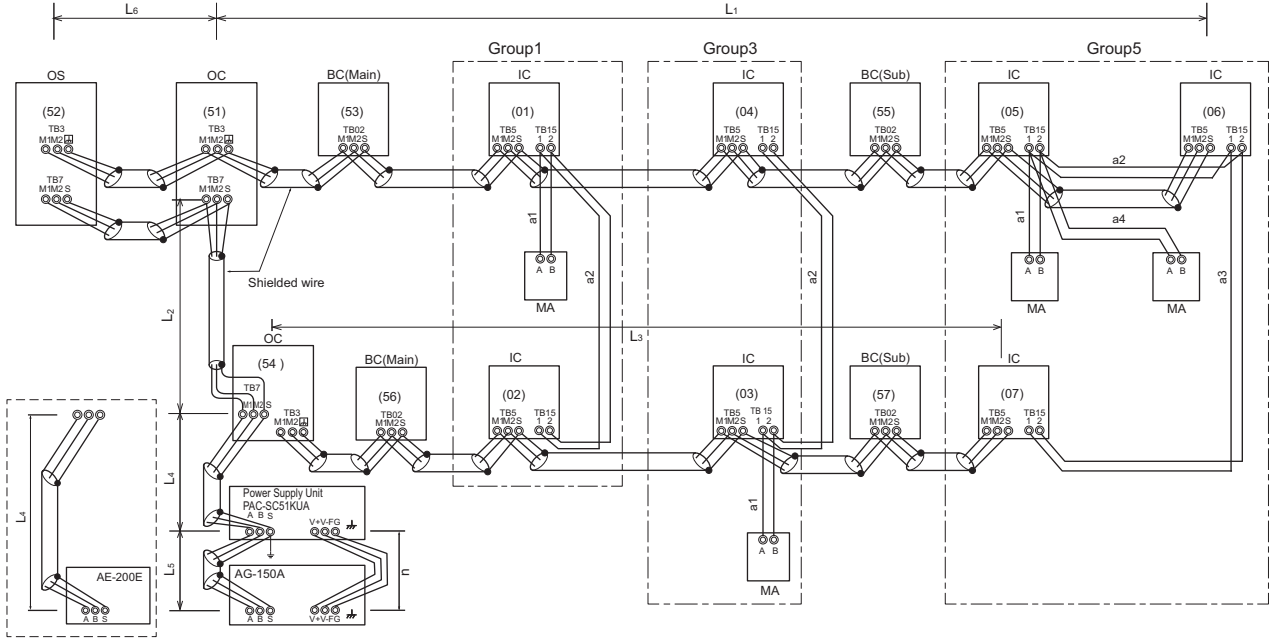 L6
L1
Group1
Group3
Group5
OS
OC
BC(Main)
IC
IC
BC(Sub)
IC
IC
(52)
(51)
(53)
(01)
(04)
(55)
(05)
(06)
TB3
M1M2
TB3
M1M2
TB02
M1M2S
TB5
M1M2S
TB15
1 2
TB5
M1M2S
TB15
1 2
TB02
M1M2S
TB5
M1M2S
TB15
1 2
TB5
M1M2S
TB15
1 2
TB7
M1M2S
TB7
M1M2S
a2
a1
a1
a4
A B
MA
A B
MA
A B
MA
a2
a2
a3
Shielded wire
L2
L3
OC
BC(Main)
IC
IC
BC(Sub)
IC
(54 )
(56)
(02)
(03)
(57)
(07)
TB7
M1M2S
TB3
M1M2
TB02
M1M2S
TB5
M1M2S
TB15
1 2
TB5
M1M2S
TB 15
1 2
TB02
M1M2S
TB5
M1M2S
TB15
1 2
L4
L4
Power Supply Unit
PAC-SC51KUA
A B S
V+V-FG
a1
A B
MA
L5
n
AE-200E
A B S
AG-150A
A B S
V+V-FG